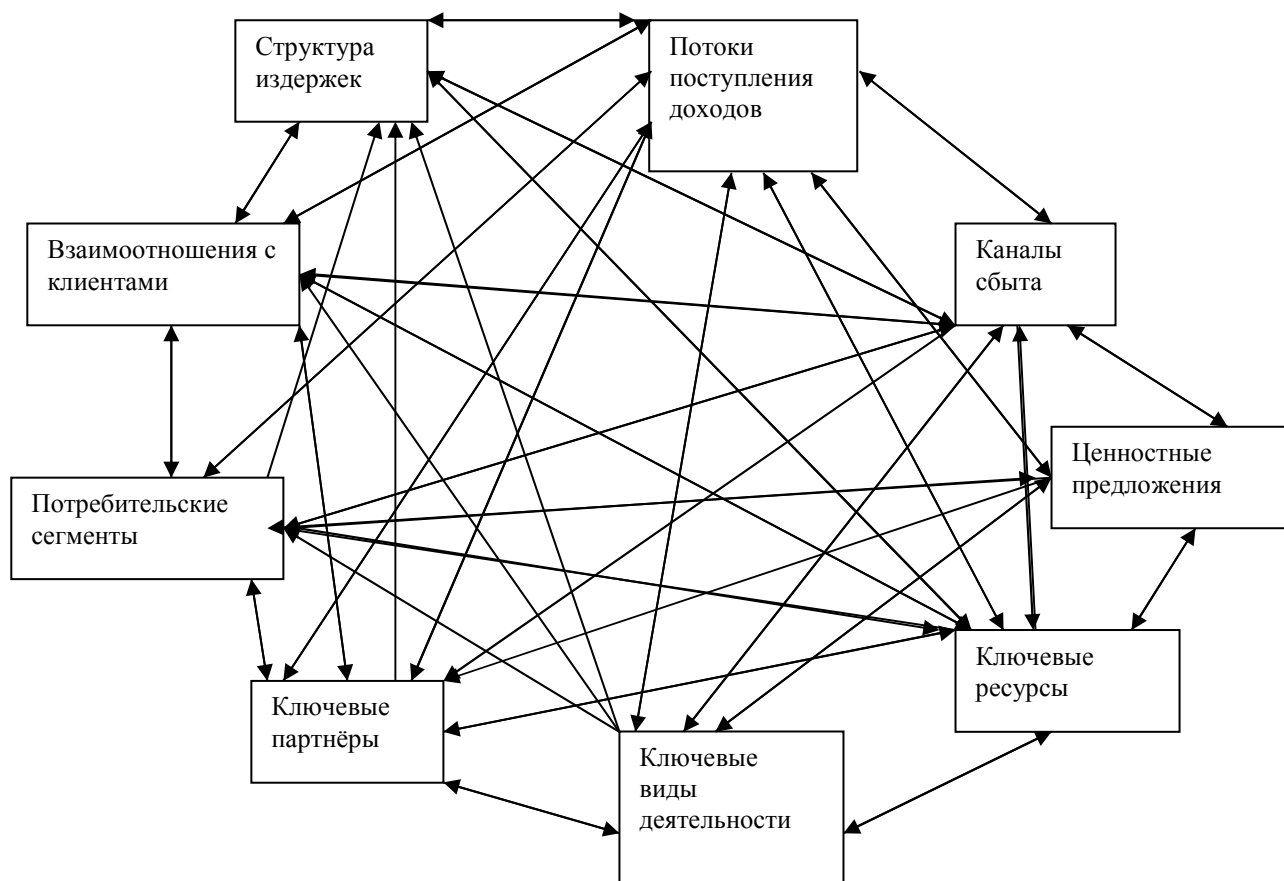 Структура
издержек
Потоки
поступления
доходов
Взаимоотношения с
клиентами
Каналы
сбыта
Ценностные
предложения
Потребительские
сегменты
Ключевые
ресурсы
Ключевые
партнёры
Ключевые
виды
деятельности